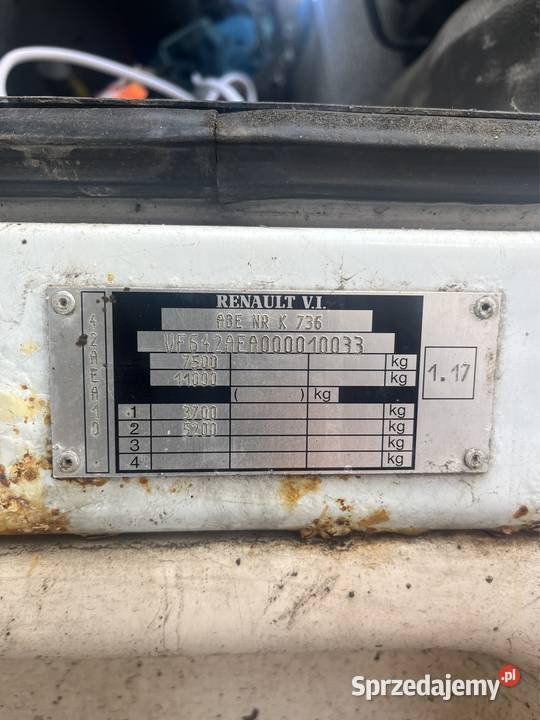 RENAULT V.I.
ABE NR K 736
VF642AEA000010033
7500 kg
11000 kg
( ) kg
1 3700 kg
2 5200 kg
3 kg
4 kg
1.17
42AEA10
Sprzedajemy.pl